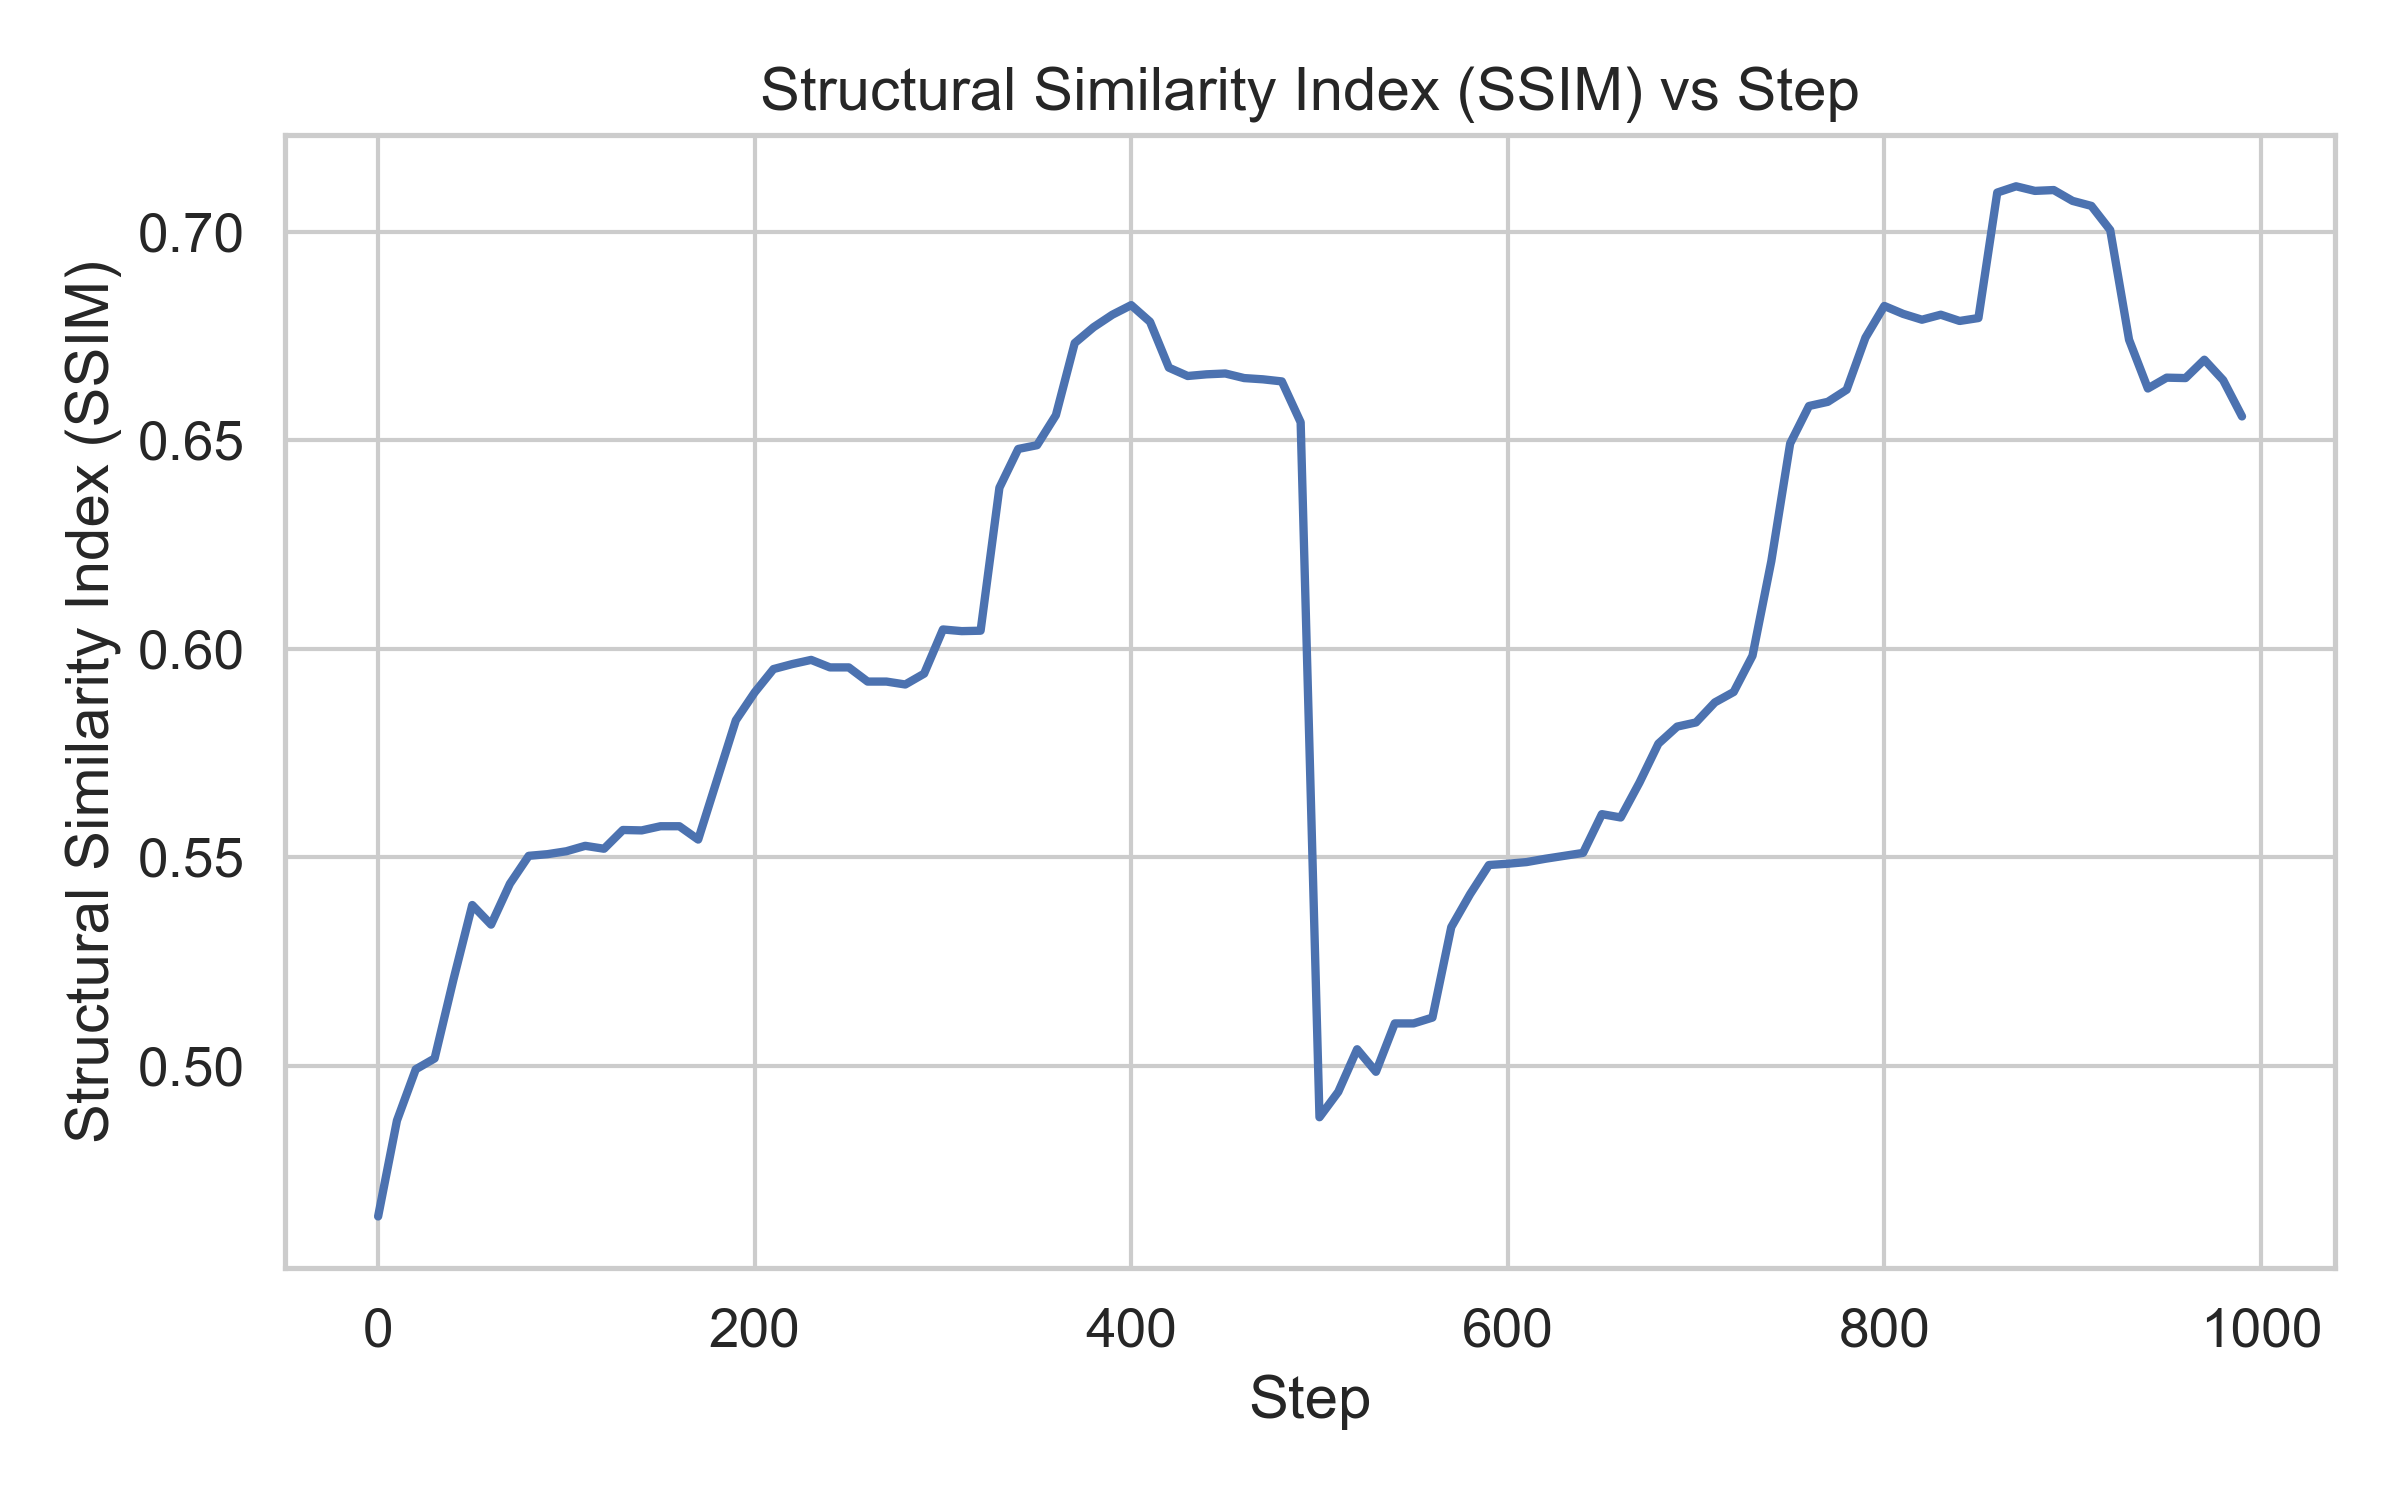 Structural Similarity Index (SSIM) vs Step
Structural Similarity Index (SSIM)
0.70
0.65
0.60
0.55
0.50
0 200 400 600 800 1000
Step